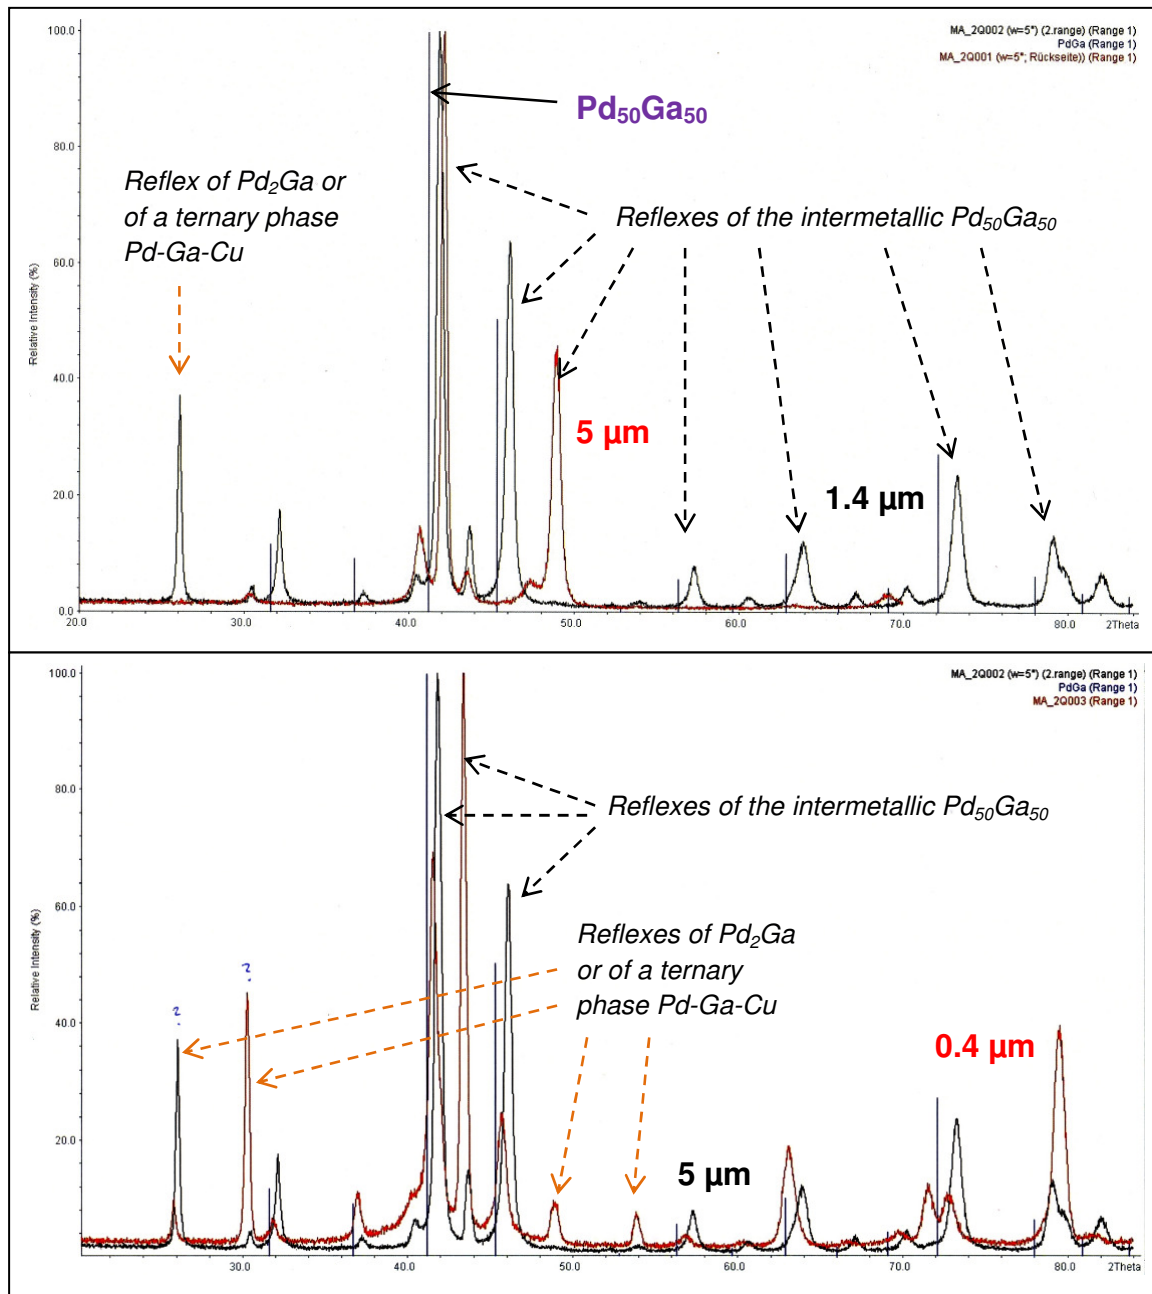 100.0
MA_2Q002 (w=5°) (2.range) (Range 1)
PdGa (Range 1)
MA_2Q001 (w=5°; Rückseite)) (Range 1)
Pd50Ga50
80.0
Reflex of Pd2Ga or
of a ternary phase
Pd-Ga-Cu
Reflexes of the intermetallic Pd50Ga50
60.0
Relative Intensity (%)
40.0
5 µm
1.4 µm
20.0
0.0
20.0 30.0 40.0 50.0 60.0 70.0 80.0 2Theta
100.0
MA_2Q002 (w=5°) (2.range) (Range 1)
PdGa (Range 1)
MA_2Q003 (Range 1)
80.0
Reflexes of the intermetallic Pd50Ga50
60.0
Relative Intensity (%)
Reflexes of Pd2Ga
or of a ternary
phase Pd-Ga-Cu
? ?
40.0
0.4 µm
20.0
5 µm
30.0 40.0 50.0 60.0 70.0 80.0 2Theta